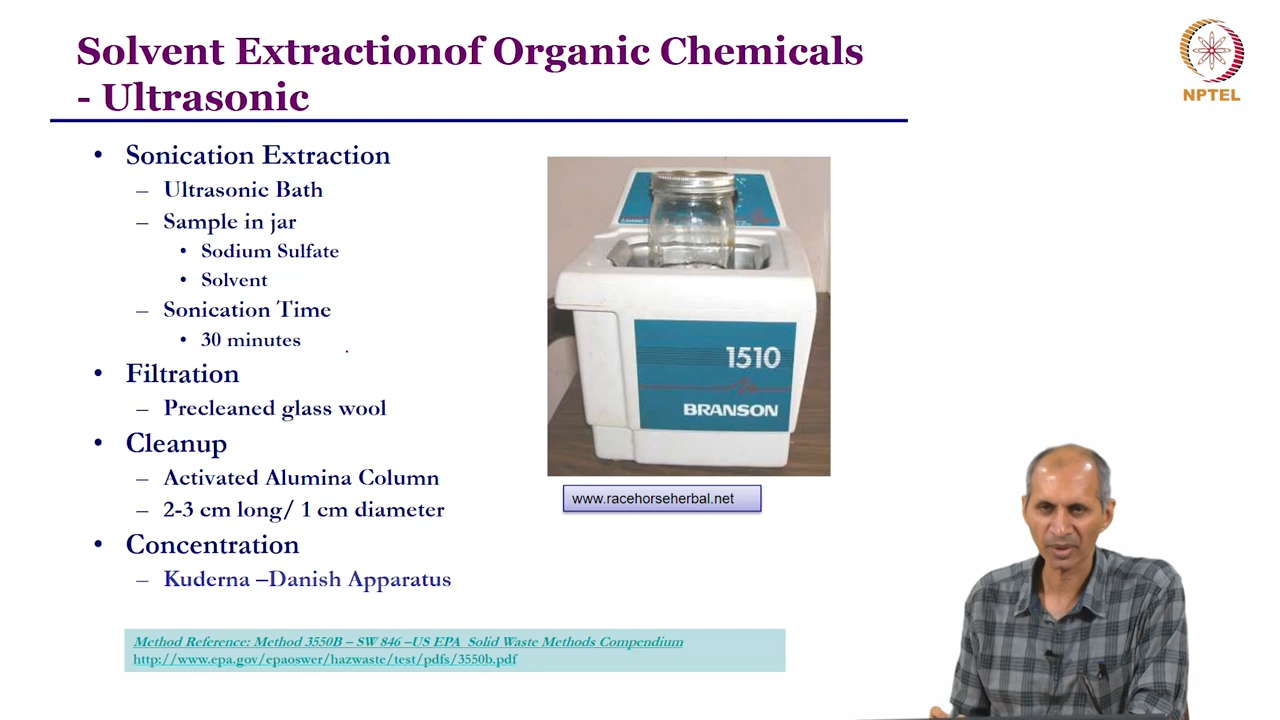 Solvent Extractionof Organic Chemicals
- Ultrasonic
NPTEL
• Sonication Extraction
– Ultrasonic Bath
– Sample in jar
• Sodium Sulfate
• Solvent
– Sonication Time
• 30 minutes
• Filtration
– Precleaned glass wool
• Cleanup
– Activated Alumina Column
– 2-3 cm long/ 1 cm diameter
• Concentration
– Kuderna –Danish Apparatus
1510
BRANSON
www.racehorseherbal.net
Method Reference: Method 3550B – SW 846 –US EPA Solid Waste Methods Compendium
http://www.epa.gov/epaoswer/hazwaste/test/pdfs/3550b.pdf